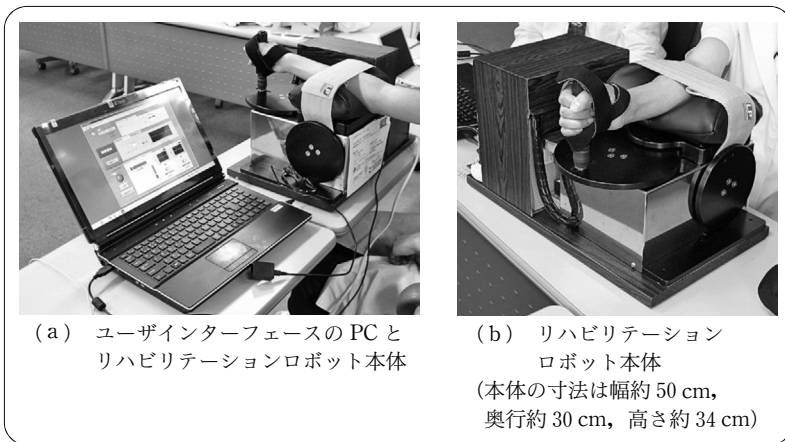 (a) ユーザインターフェースの PC と
リハビリテーションロボット本体
(b) リハビリテーション
ロボット本体
(本体の寸法は幅約 50 cm,
奥行約 30 cm, 高さ約 34 cm)